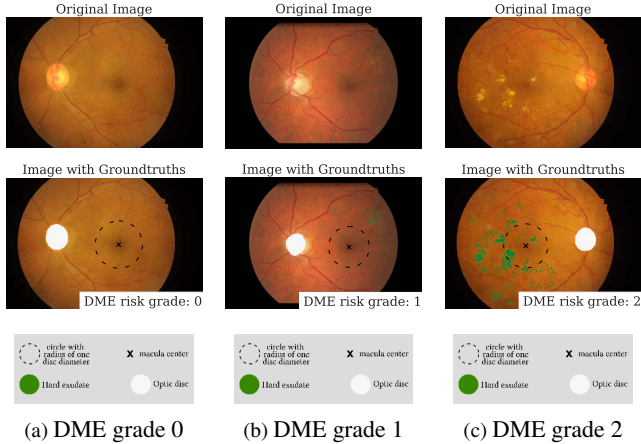 Original Image
Original Image
Original Image
Image with Groundtruths
Image with Groundtruths
Image with Groundtruths
x
x
x
DME risk grade: 0
DME risk grade: 1
DME risk grade: 2
circle with
radius of one
disc diameter
x macula center
Hard exudate
Optic disc
circle with
radius of one
disc diameter
x macula center
Hard exudate
Optic disc
circle with
radius of one
disc diameter
x macula center
Hard exudate
Optic disc
(a) DME grade 0
(b) DME grade 1
(c) DME grade 2